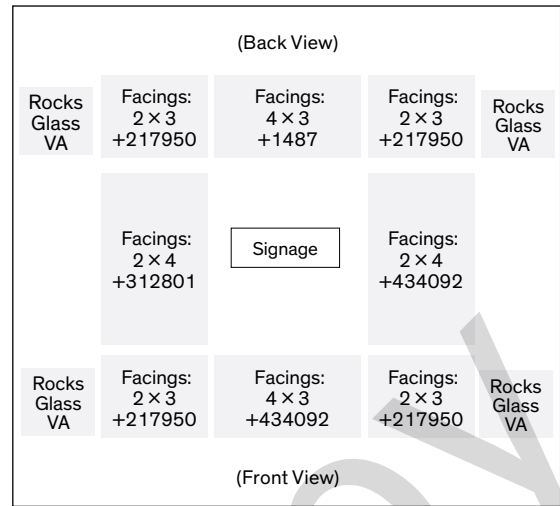 (Back View)
Rocks
Glass
VA
Facings:
2 × 3
+217950
Facings:
4 × 3
+1487
Facings:
2 × 3
+217950
Rocks
Glass
VA
Facings:
2 × 4
+312801
Signage
Facings:
2 × 4
+434092
Rocks
Glass
VA
Facings:
2 × 3
+217950
Facings:
4 × 3
+434092
Facings:
2 × 3
+217950
Rocks
Glass
VA
(Front View)